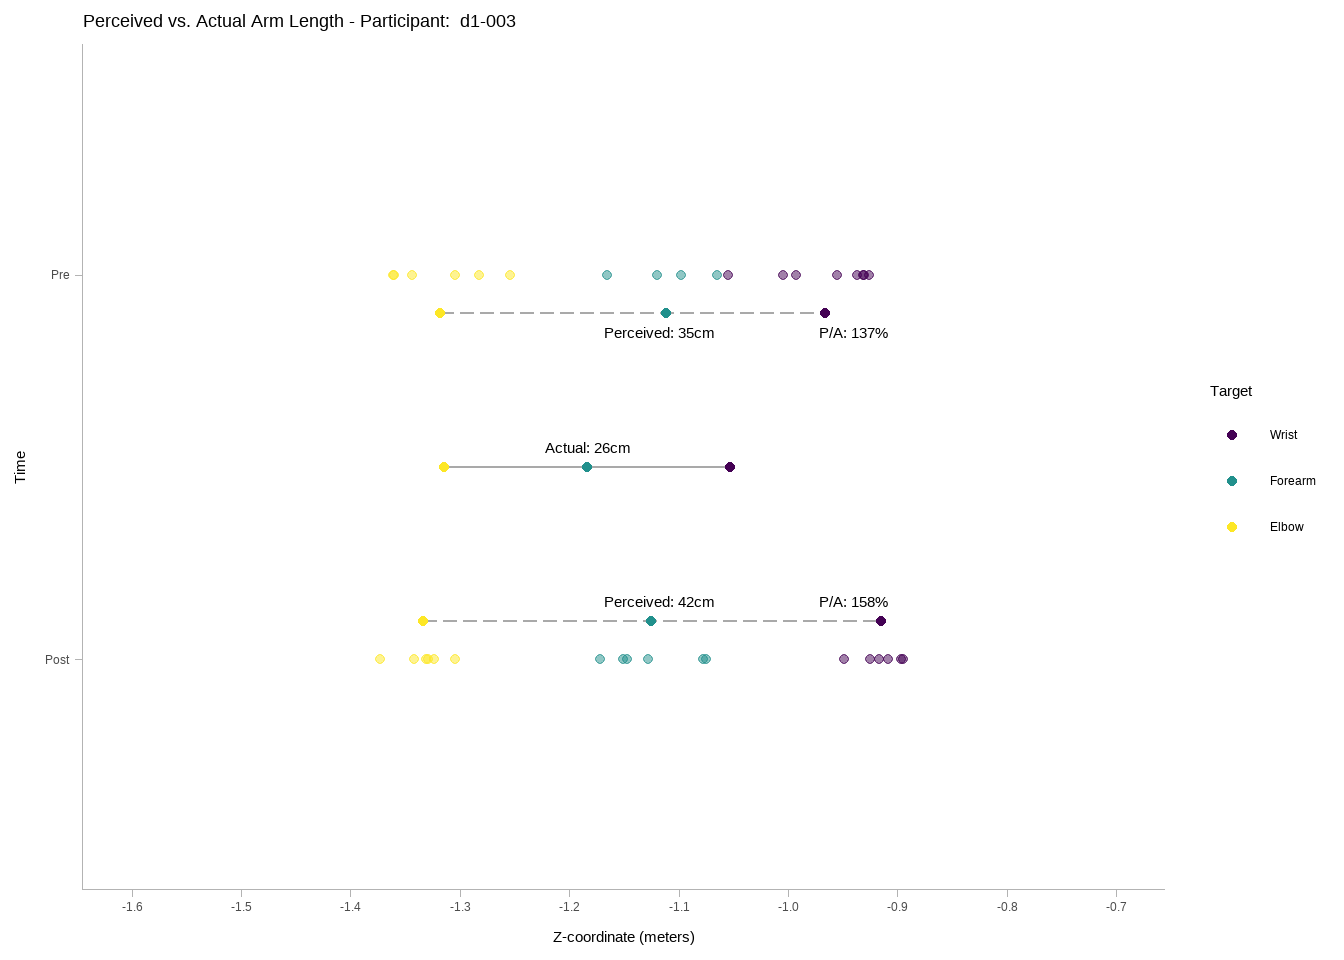 Perceived vs. Actual Arm Length - Participant:  d1-003
Pre
Perceived: 35cm
P/A: 137%
Actual: 26cm
Time
Perceived: 42cm
P/A: 158%
Post
-1.6
-1.5
-1.4
-1.3
-1.2
-1.1
-1.0
-0.9
-0.8
-0.7
Z-coordinate (meters)
Target
Wrist
Forearm
Elbow